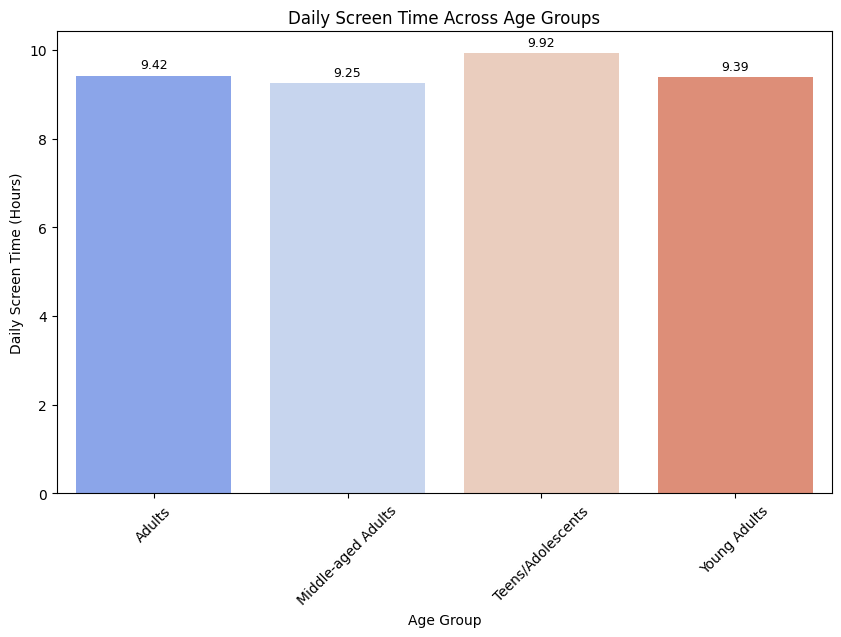 Daily Screen Time Across Age Groups
Daily Screen Time (Hours)
10
8
6
4
2
0
9.42
9.25
9.92
9.39
Adults
Middle-aged Adults
Teens/Adolescents
Young Adults
Age Group